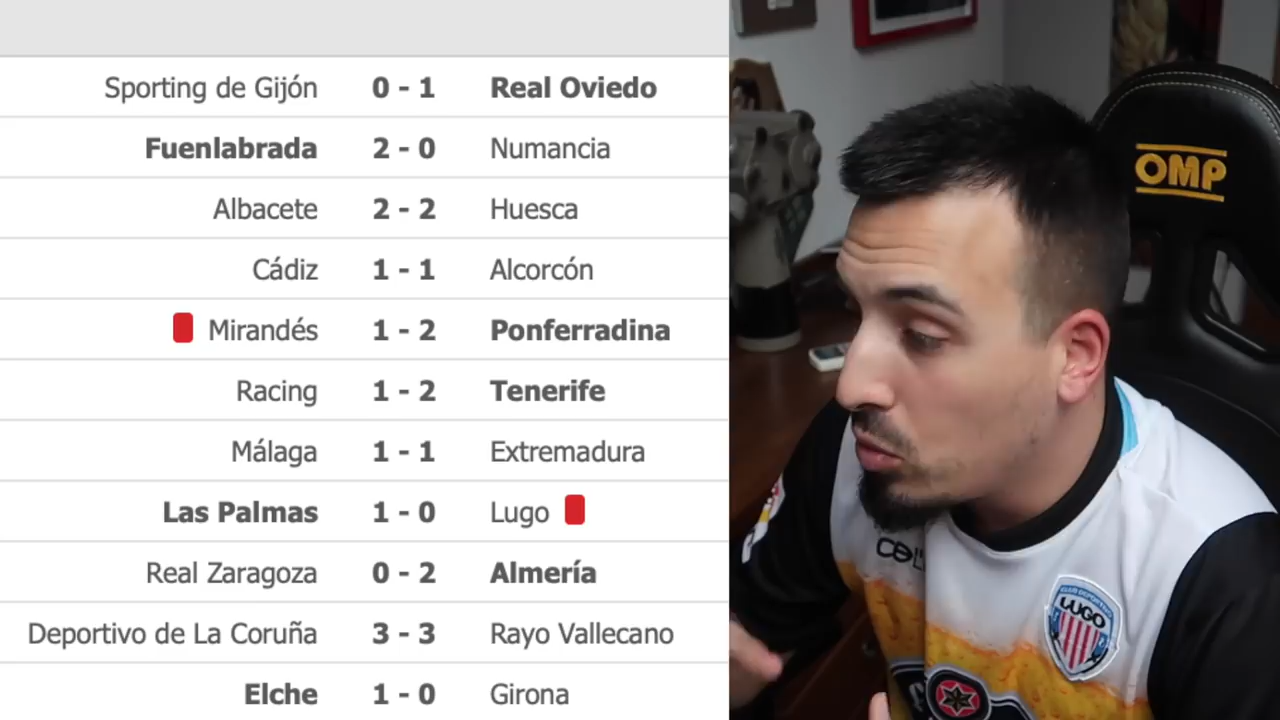 Sporting de Gijón 0 - 1 Real Oviedo
Fuenlabrada 2 - 0 Numancia
Albacete 2 - 2 Huesca
Cádiz 1 - 1 Alcorcón
Mirandés 1 - 2 Ponferradina
Racing 1 - 2 Tenerife
Málaga 1 - 1 Extremadura
Las Palmas 1 - 0 Lugo
Real Zaragoza 0 - 2 Almería
Deportivo de La Coruña 3 - 3 Rayo Vallecano
Elche 1 - 0 Girona
OMP
CLUB DEPORTIVO
LUGO